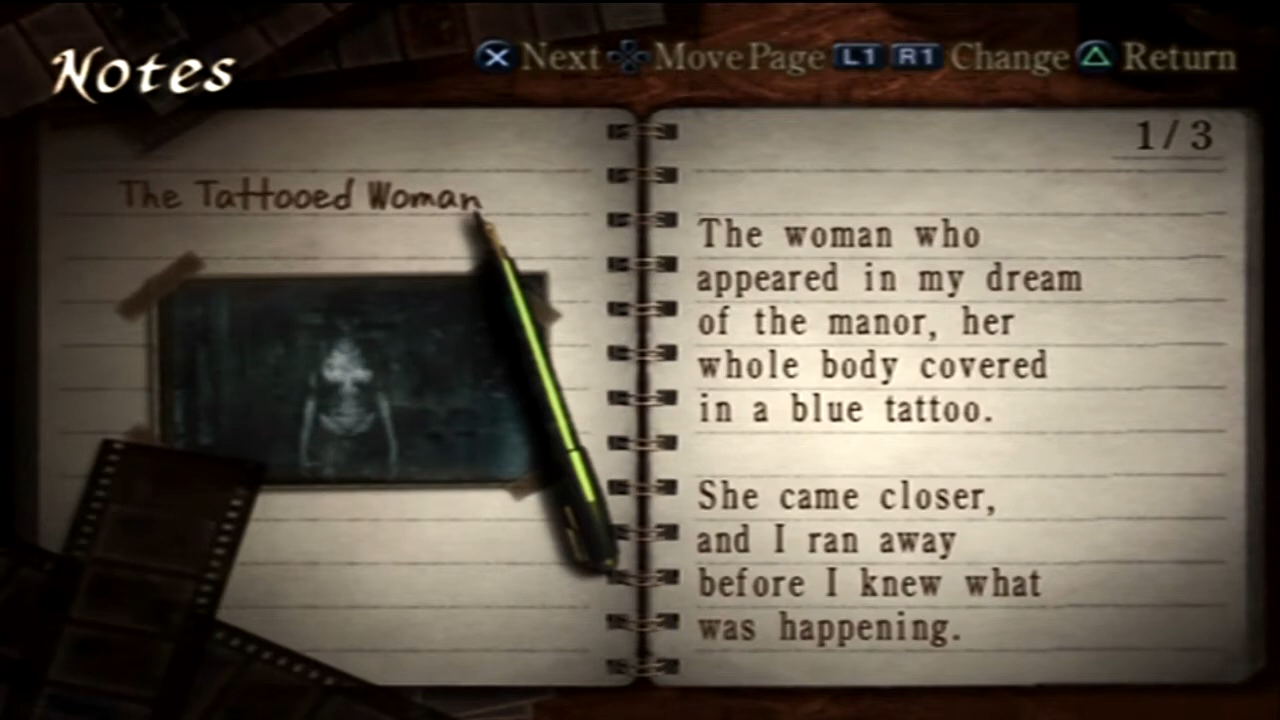 Notes
Next Move Page L1 R1 Change Return
1/3
The Tattooed Woman
The woman who
appeared in my dream
of the manor, her
whole body covered
in a blue tattoo.
She came closer,
and I ran away
before I knew what
was happening.